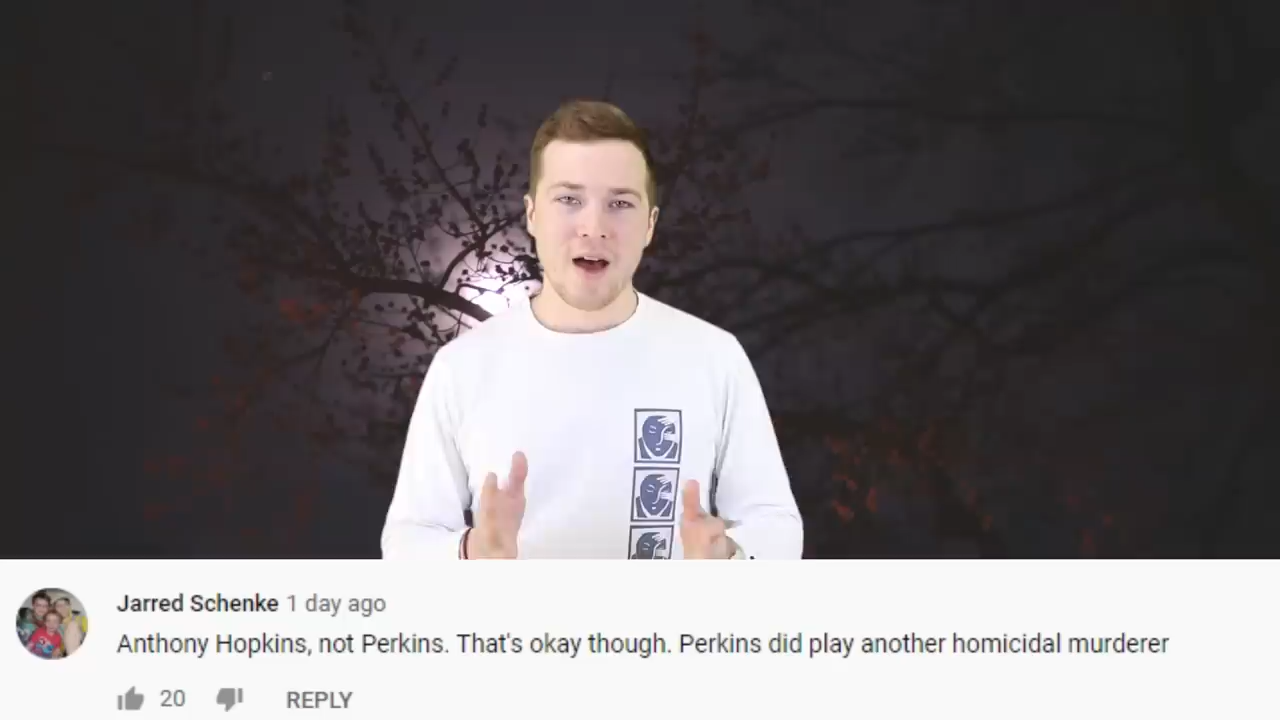 Jarred Schenke 1 day ago
Anthony Hopkins, not Perkins. That's okay though. Perkins did play another homicidal murderer
20
REPLY